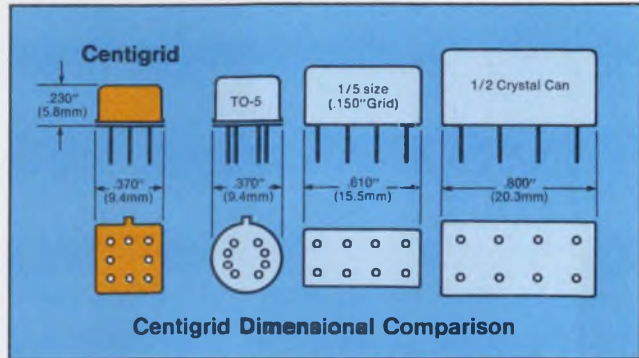 Centigrid
.230"
(5.8mm)
TO-5
1/5 size
(.150"Grid)
1/2 Crystal Can
.370"
(9.4mm)
.370"
(9.4mm)
.610"
(15.5mm)
.800"
(20.3mm)
Centigrid Dimensional Comparison